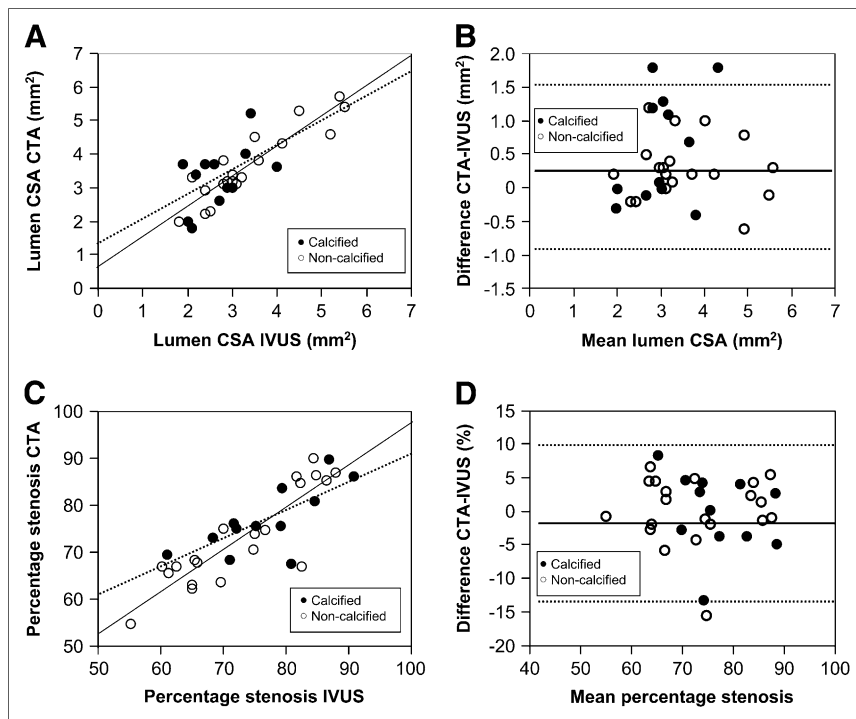 A
7
6
5
4
3
2
1
0
0 1 2 3 4 5 6 7
Lumen CSA CTA (mm²)
Lumen CSA IVUS (mm²)
Calcified
Non-calcified
B
2.0
1.5
1.0
0.5
0
-0.5
-1.0
-1.5
0 1 2 3 4 5 6 7
Difference CTA-IVUS (mm²)
Mean lumen CSA (mm²)
Calcified
Non-calcified
C
100
90
80
70
60
50
50 60 70 80 90 100
Percentage stenosis CTA
Percentage stenosis IVUS
Calcified
Non-calcified
D
15
10
5
0
-5
-10
-15
-20
40 50 60 70 80 90 100
Difference CTA-IVUS (%)
Mean percentage stenosis
Calcified
Non-calcified